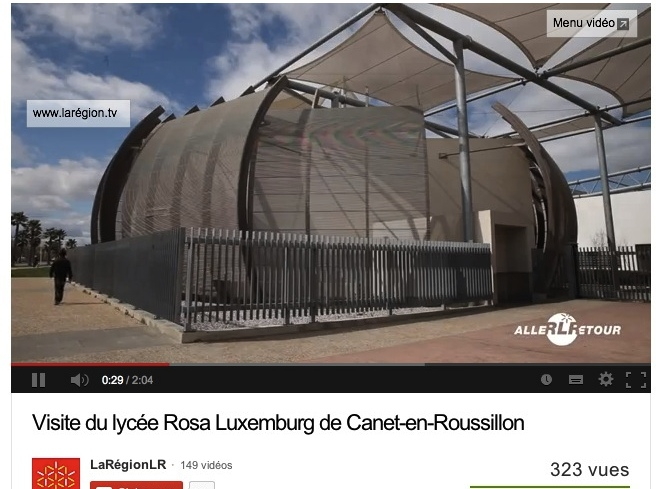 Menu vidéo
www.larégion.tv
ALLERLRETOUR
0:29 / 2:04
Visite du lycée Rosa Luxemburg de Canet-en-Roussillon
LaRégionLR · 149 vidéos
323 vues